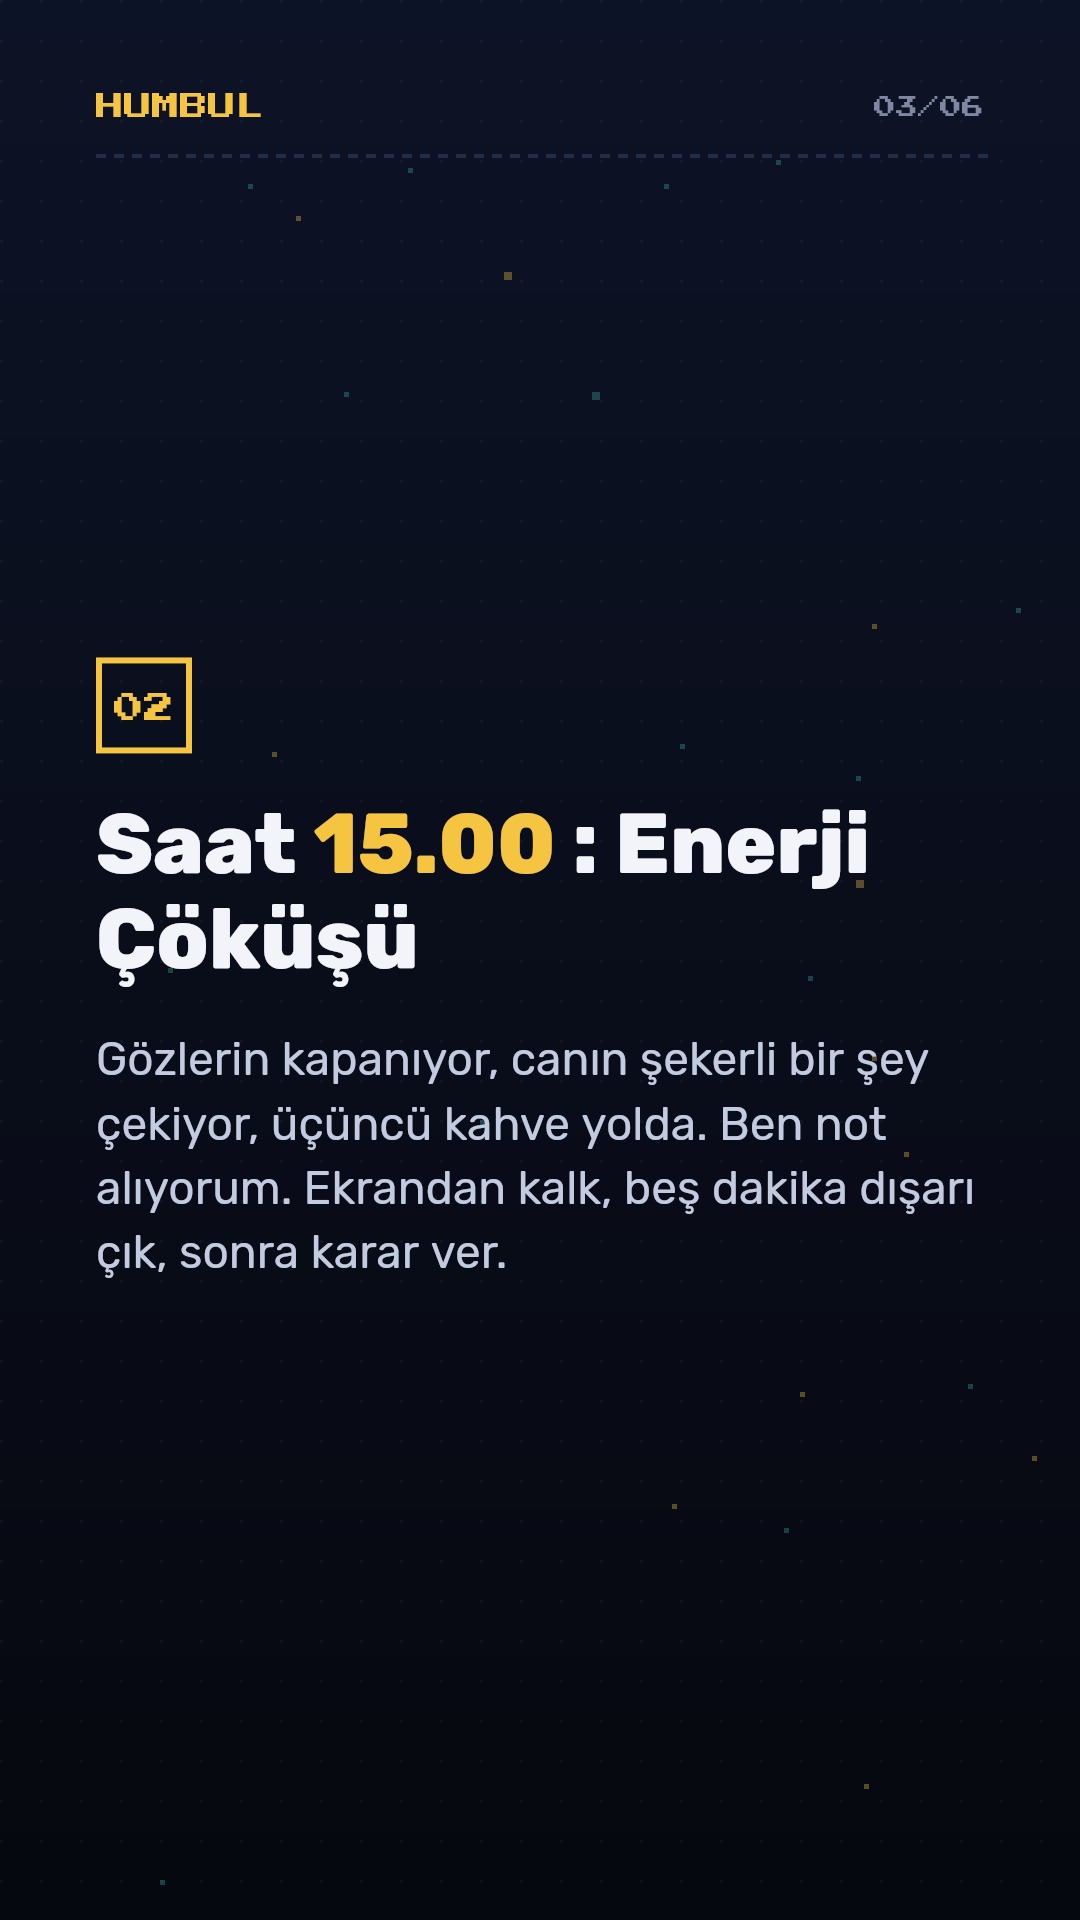 HUMBUL
03/06
02
Saat 15.00 : Enerji
Çöküşü
Gözlerin kapanıyor, canın şekerli bir şey
çekiyor, üçüncü kahve yolda. Ben not
alıyorum. Ekrandan kalk, beş dakika dışarı
çık, sonra karar ver.